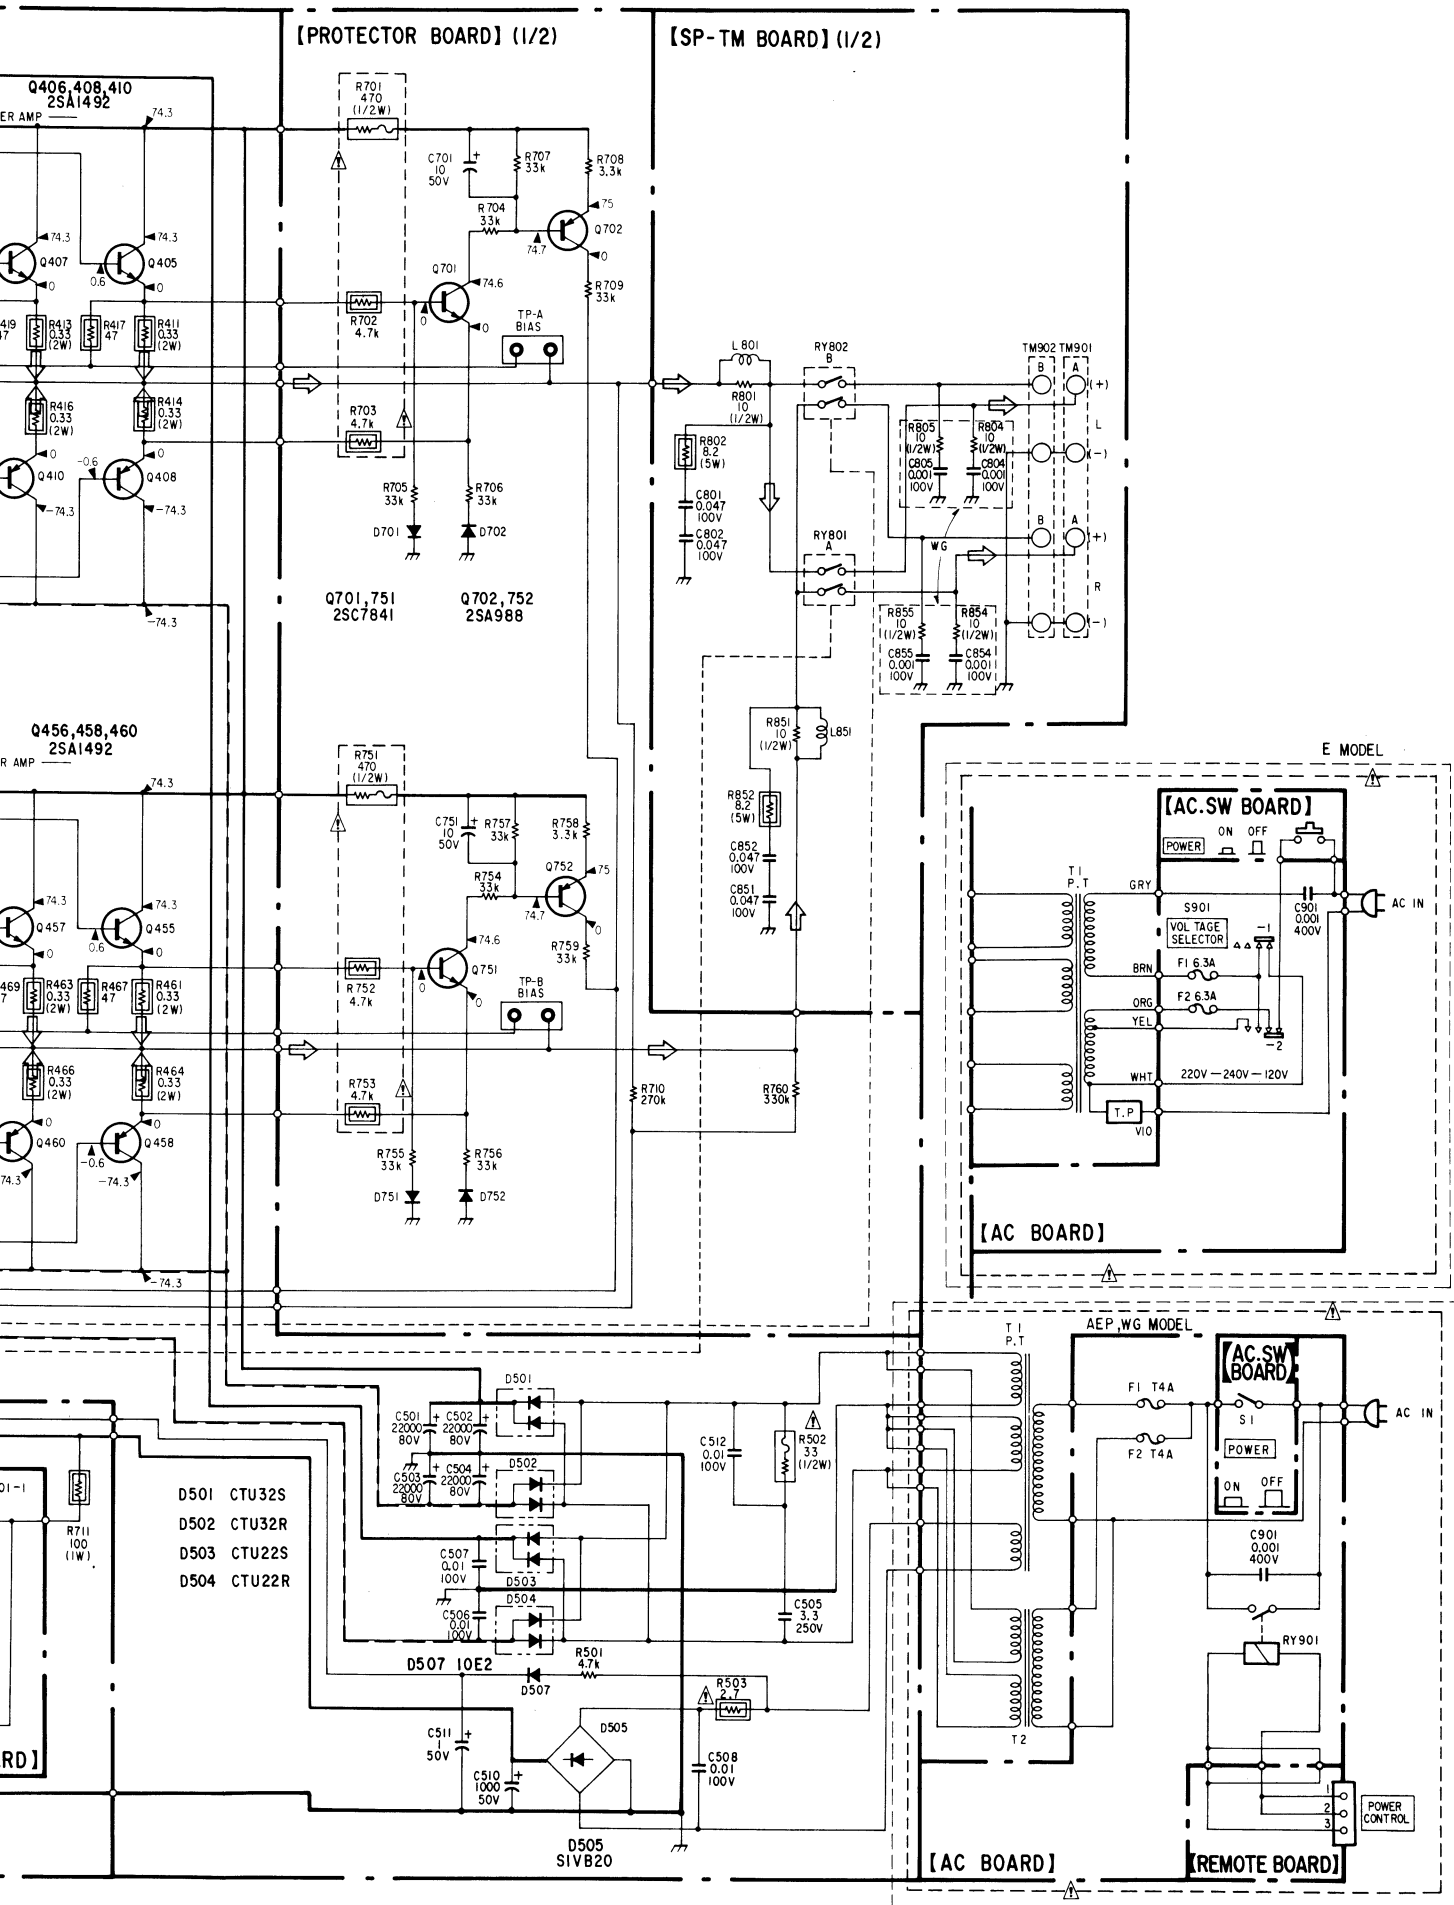 【PROTECTOR BOARD】(1/2)
【SP-TM BOARD】(1/2)
Q406,408,410
2SA1492
ER AMP
74.3
R701
470
(1/2W)
C701
10
50V
+
R707
33k
R708
3.3k
R704
33k
75
Q702
74.7
0
74.3
Q407
0
74.3
Q405
0.6
0
Q701
74.6
0
0
R709
33k
R702
4.7k
TP-A
BIAS
419
47
R413
0.33
(2W)
R417
47
R411
0.33
(2W)
R416
0.33
(2W)
R414
0.33
(2W)
R703
4.7k
0
Q410
-74.3
-0.6
0
Q408
-74.3
R705
33k
R706
33k
D701
D702
Q701,751
2SC7841
Q702,752
2SA988
-74.3
L801
R801
10
(1/2W)
RY802
B
R802
8.2
(5W)
C801
0.047
100V
C802
0.047
100V
RY801
A
TM902 TM901
B A
(+)
L
(-)
R805
10
(1/2W)
C805
0.001
100V
R804
10
(1/2W)
C804
0.001
100V
WG
B A
(+)
R
(-)
R855
10
(1/2W)
C855
0.001
100V
R854
10
(1/2W)
C854
0.001
100V
R851
10
(1/2W)
L851
R852
8.2
(5W)
C852
0.047
100V
C851
0.047
100V
Q456,458,460
2SA1492
R AMP
74.3
R751
470
(1/2W)
C751
10
50V
+
R757
33k
R758
3.3k
R754
33k
Q752
75
74.7
0
74.3
Q457
0
74.3
Q455
0.6
0
74.6
Q751
0
0
R759
33k
R752
4.7k
TP-B
BIAS
469
7
R463
0.33
(2W)
R467
47
R461
0.33
(2W)
R466
0.33
(2W)
R464
0.33
(2W)
R753
4.7k
R710
270k
R760
330k
0
Q460
74.3
-0.6
0
Q458
-74.3
R755
33k
R756
33k
D751
D752
-74.3
E MODEL
【AC.SW BOARD】
POWER
ON OFF
T1
P.T
GRY
S901
VOLTAGE
SELECTOR
C901
0.001
400V
AC IN
-1
BRN
F1 6.3A
ORG
F2 6.3A
YEL
-2
WHT
220V—240V—120V
T.P
V10
【AC BOARD】
T1
P.T
AEP,WG MODEL
【AC.SW
BOARD】
F1 T4A
S1
AC IN
F2 T4A
POWER
ON OFF
C901
0.001
400V
RY901
T2
1
2
3
POWER
CONTROL
【AC BOARD】
【REMOTE BOARD】
D501
C501
22000
80V
+
C502
22000
80V
+
D502
C503
22000
80V
+
C504
22000
80V
+
C512
0.01
100V
R502
33
(1/2W)
01-1
R711
100
(1W)
D501 CTU32S
D502 CTU32R
D503 CTU22S
D504 CTU22R
C507
0.01
100V
D503
D504
C506
0.01
100V
C505
3.3
250V
D507 10E2
D507
R501
4.7k
R503
2.7
D505
C511
1
50V
+
C510
1000
50V
+
C508
0.01
100V
D505
S1VB20
RD】